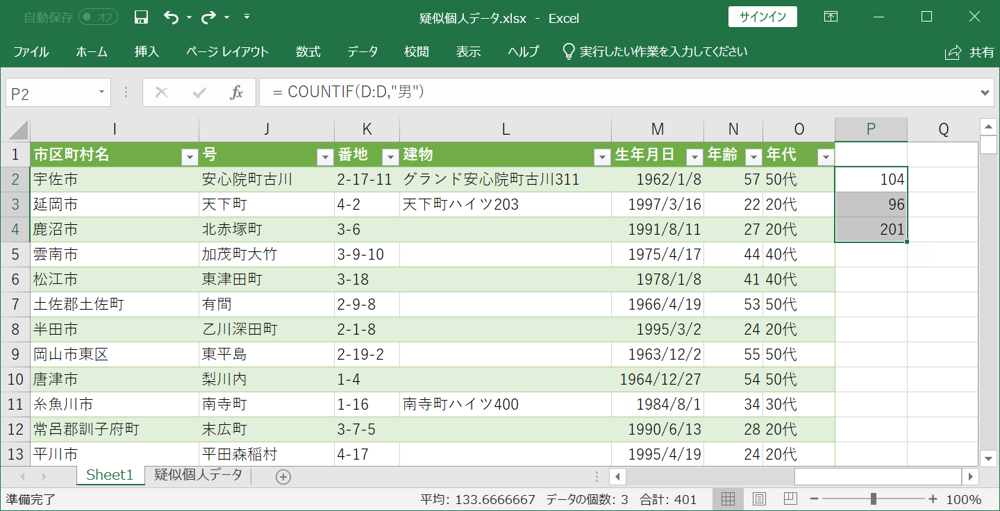 自動保存 オフ 疑似個人データ.xlsx - Excel サインイン
ファイル ホーム 挿入 ページ レイアウト 数式 データ 校閲 表示 ヘルプ 実行したい作業を入力してください 共有
P2 fx = COUNTIF(D:D,"男")
I J K L M N O P Q
1 市区町村名 号 番地 建物 生年月日 年齢 年代
2 宇佐市 安心院町古川 2-17-11 グランド安心院町古川311 1962/1/8 57 50代 104
3 延岡市 天下町 4-2 天下町ハイツ203 1997/3/16 22 20代 96
4 鹿沼市 北赤塚町 3-6 1991/8/11 27 20代 201
5 雲南市 加茂町大竹 3-9-10 1975/4/17 44 40代
6 松江市 東津田町 3-18 1978/1/8 41 40代
7 土佐郡土佐町 有間 2-9-8 1966/4/19 53 50代
8 半田市 乙川深田町 2-1-8 1995/3/2 24 20代
9 岡山市東区 東平島 2-19-2 1963/12/2 55 50代
10 唐津市 梨川内 1-4 1964/12/27 54 50代
11 糸魚川市 南寺町 1-16 南寺町ハイツ400 1984/8/1 34 30代
12 常呂郡訓子府町 末広町 3-7-5 1990/6/13 28 20代
13 平川市 平田森稲村 4-17 1995/4/19 24 20代
Sheet1 疑似個人データ
準備完了 平均: 133.6666667 データの個数: 3 合計: 401 100%